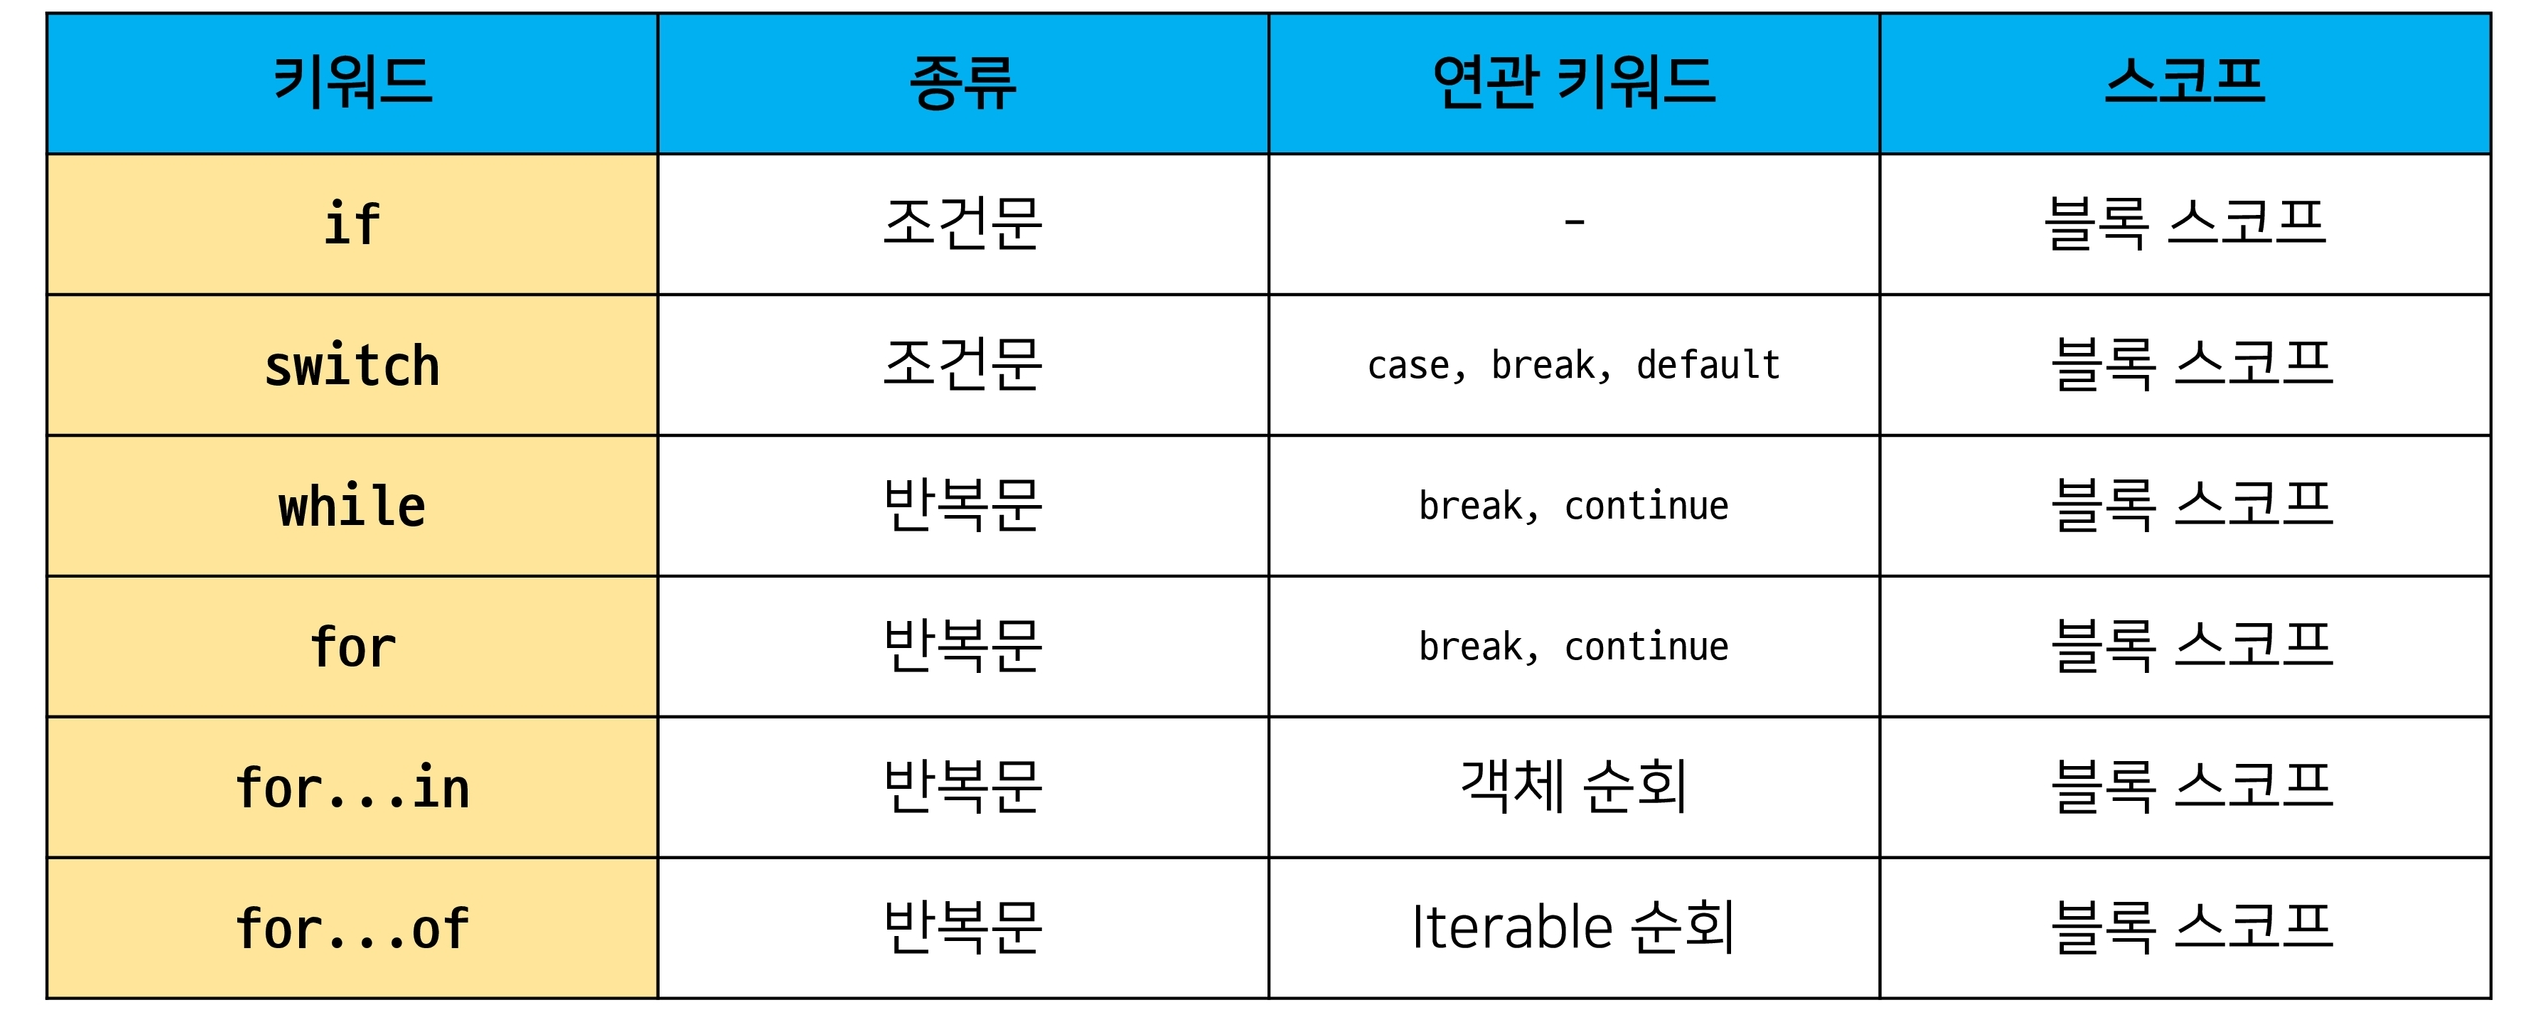 키워드 종류 연관 키워드 스코프
if 조건문 - 블록 스코프
switch 조건문 case, break, default 블록 스코프
while 반복문 break, continue 블록 스코프
for 반복문 break, continue 블록 스코프
for...in 반복문 객체 순회 블록 스코프
for...of 반복문 Iterable 순회 블록 스코프